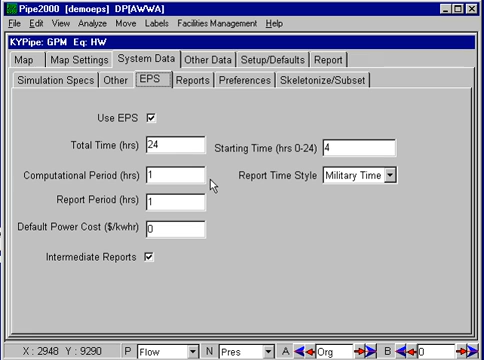 Pipe2000 [demoeps] DP[AWWA]
File Edit View Analyze Move Labels Facilities Management Help
KYPipe: GPM Eq: HW
Map Map Settings System Data Other Data Setup/Defaults Report
Simulation Specs Other EPS Reports Preferences Skeletonize/Subset
Use EPS
Total Time (hrs) 24 Starting Time (hrs 0-24) 4
Computational Period (hrs) 1 Report Time Style Military Time
Report Period (hrs) 1
Default Power Cost ($/kwhr) 0
Intermediate Reports
X : 2948 Y : 9290 P Flow N Pres A Org B 0